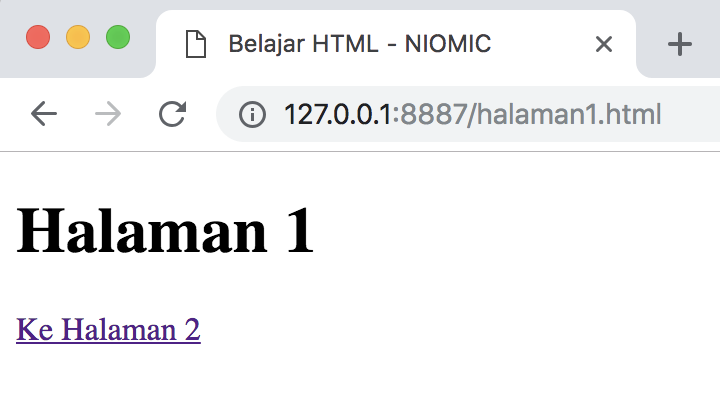 Belajar HTML - NIOMIC
127.0.0.1:8887/halaman1.html
Halaman 1
Ke Halaman 2